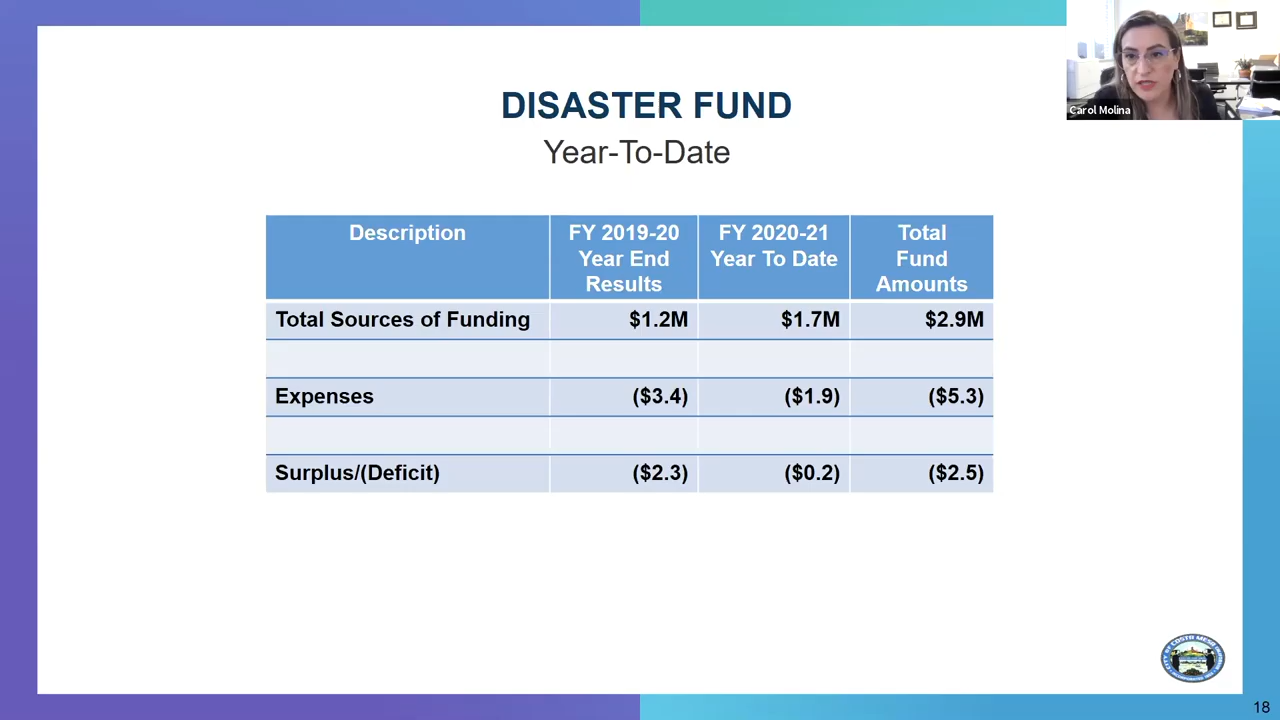 Carol Molina
DISASTER FUND
Year-To-Date
Description
FY 2019-20
Year End
Results
FY 2020-21
Year To Date
Total
Fund
Amounts
Total Sources of Funding $1.2M $1.7M $2.9M
Expenses ($3.4) ($1.9) ($5.3)
Surplus/(Deficit) ($2.3) ($0.2) ($2.5)
18